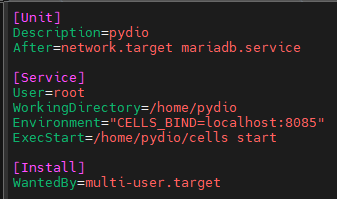 [Unit]
Description=pydio
After=network.target mariadb.service
[Service]
User=root
WorkingDirectory=/home/pydio
Environment="CELLS_BIND=localhost:8085"
ExecStart=/home/pydio/cells start
[Install]
WantedBy=multi-user.target